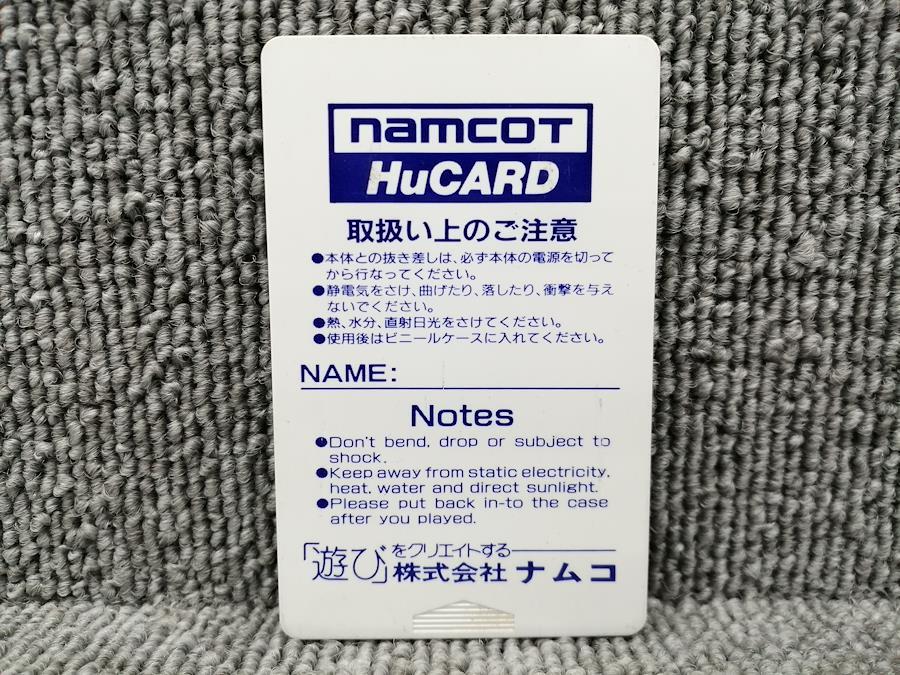 namcot
HuCARD
取扱い上のご注意
●本体との抜き差しは、必ず本体の電源を切って
から行なってください。
●静電気をさけ、曲げたり、落したり、衝撃を与え
ないでください。
●熱、水分、直射日光をさけてください。
●使用後はビニールケースに入れてください。
NAME:
Notes
●Don't bend, drop or subject to
shock.
●Keep away from static electricity,
heat, water and direct sunlight.
●Please put back in-to the case
after you played.
「遊び」をクリエイトする
株式会社ナムコ